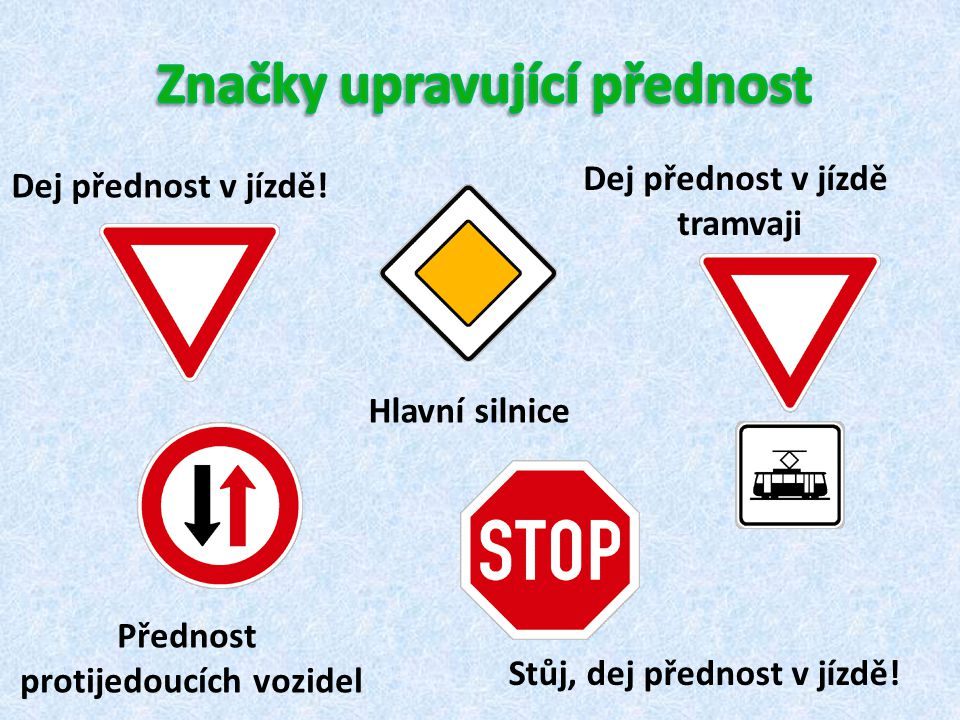 Značky upravující přednost
Dej přednost v jízdě!
Dej přednost v jízdě
tramvaji
Hlavní silnice
STOP
Přednost
protijedoucích vozidel
Stůj, dej přednost v jízdě!